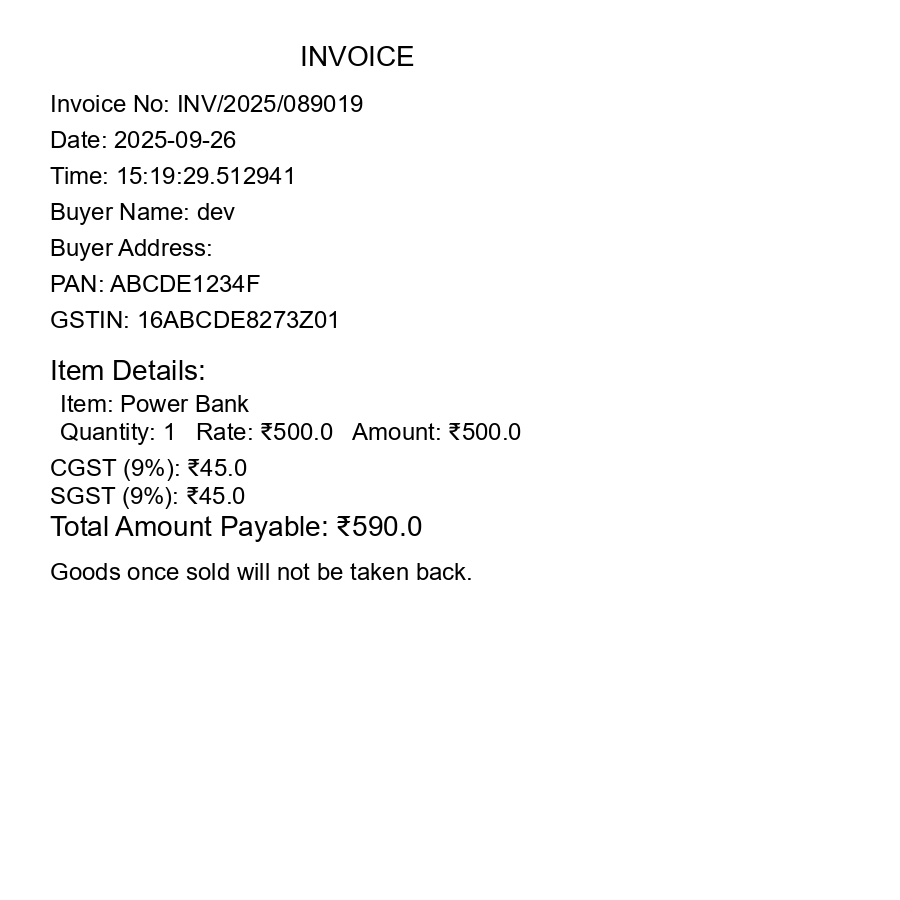 INVOICE
Invoice No: INV/2025/089019
Date: 2025-09-26
Time: 15:19:29.512941
Buyer Name: dev
Buyer Address:
PAN: ABCDE1234F
GSTIN: 16ABCDE8273Z01
Item Details:
Item: Power Bank
Quantity: 1 Rate: ₹500.0 Amount: ₹500.0
CGST (9%): ₹45.0
SGST (9%): ₹45.0
Total Amount Payable: ₹590.0
Goods once sold will not be taken back.